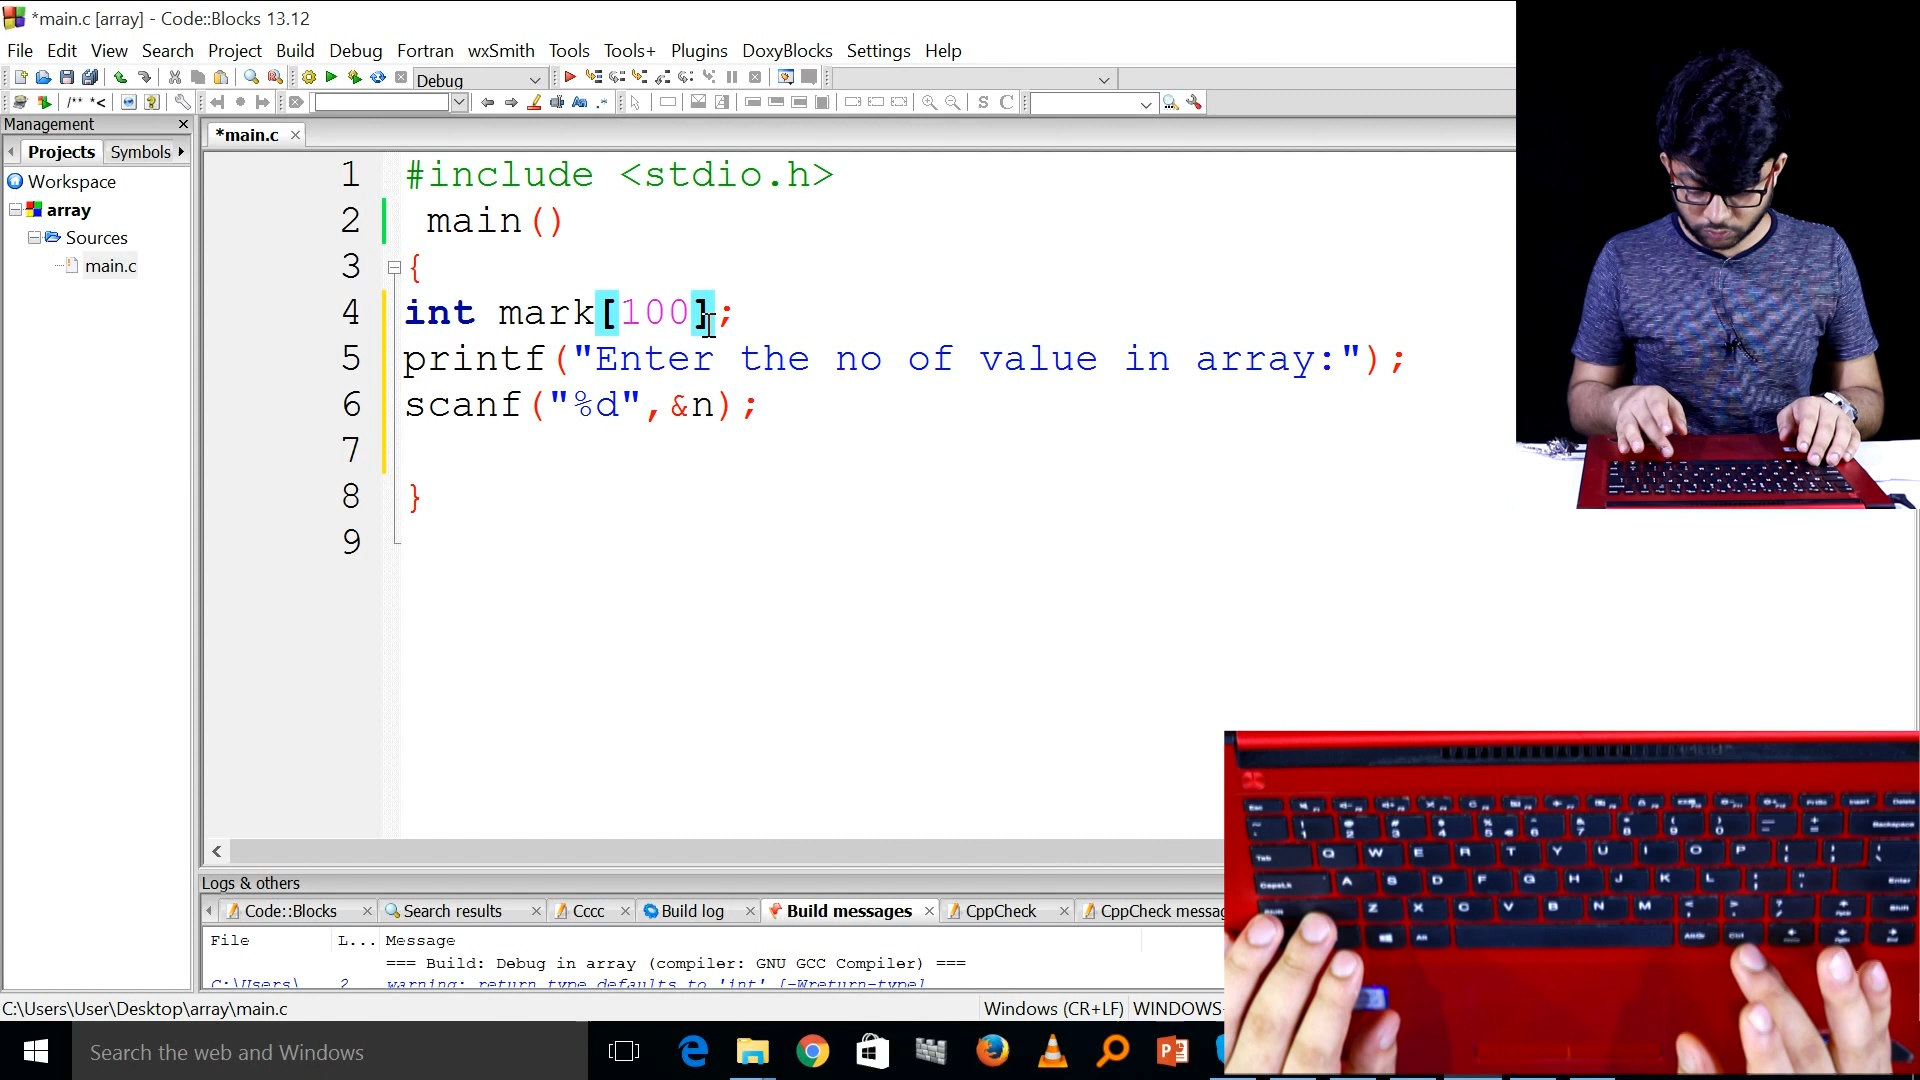 *main.c [array] - Code::Blocks 13.12
File Edit View Search Project Build Debug Fortran wxSmith Tools Tools+ Plugins DoxyBlocks Settings Help
Debug
/** *<
S C
Management
Projects Symbols
*main.c
Workspace
array
Sources
main.c
1 #include <stdio.h>
2 main()
3 {
4 int mark[100];
5 printf("Enter the no of value in array:");
6 scanf("%d",&n);
7
8 }
9
Logs & others
Code::Blocks Search results Cccc Build log Build messages CppCheck CppCheck messag
File L... Message
=== Build: Debug in array (compiler: GNU GCC Compiler) ===
C:\Users\ 2 warning: return type defaults to 'int' [-Wreturn-type]
C:\Users\User\Desktop\array\main.c Windows (CR+LF) WINDOWS-
Search the web and Windows
Q W E R T Y U I O P
A S D F G H J K L
Z X C V B N M